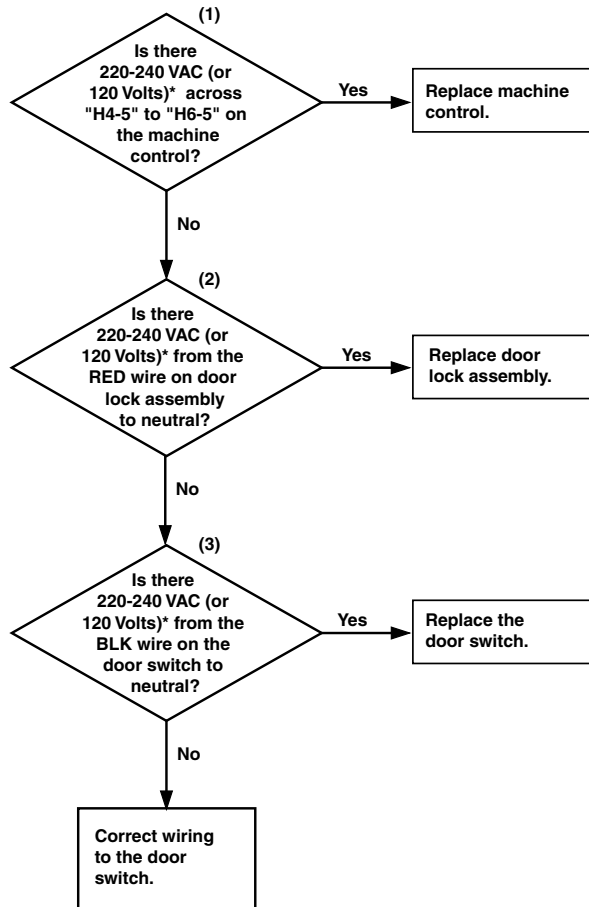 (1)
Is there
220-240 VAC (or
120 Volts)* across
"H4-5" to "H6-5" on
the machine
control?
Yes
Replace machine
control.
No
(2)
Is there
220-240 VAC (or
120 Volts)* from the
RED wire on door
lock assembly
to neutral?
Yes
Replace door
lock assembly.
No
(3)
Is there
220-240 VAC (or
120 Volts)* from the
BLK wire on the
door switch to
neutral?
Yes
Replace the
door switch.
No
Correct wiring
to the door
switch.